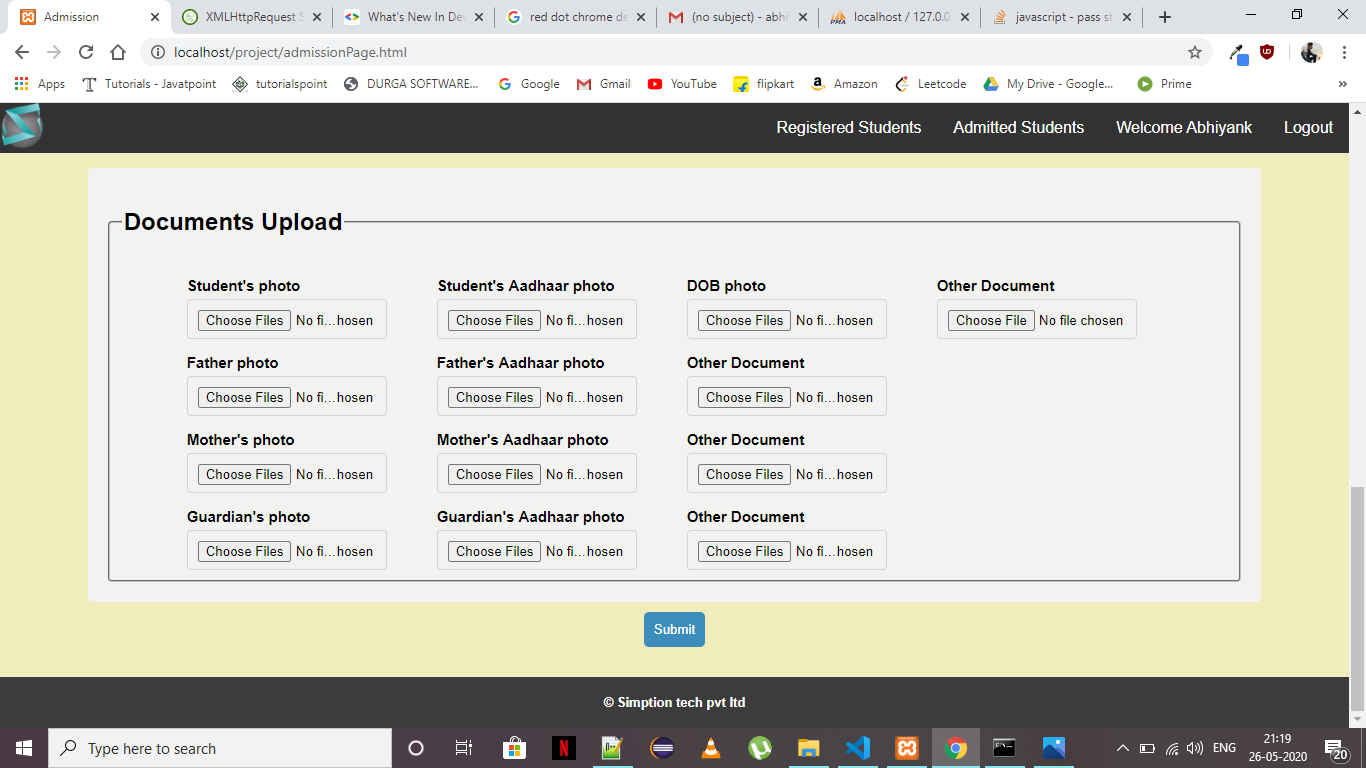 Admission
XMLHttpRequest S
What's New In Dev
red dot chrome de
(no subject) - abhi
localhost / 127.0.0
javascript - pass st
localhost/project/admissionPage.html
Apps
Tutorials - Javatpoint
tutorialspoint
DURGA SOFTWARE...
Google
Gmail
YouTube
flipkart
Amazon
Leetcode
My Drive - Google...
Prime
»
Registered Students Admitted Students Welcome Abhiyank Logout
Documents Upload
Student's photo Student's Aadhaar photo DOB photo Other Document
Choose Files No fi...hosen Choose Files No fi...hosen Choose Files No fi...hosen Choose File No file chosen
Father photo Father's Aadhaar photo Other Document
Choose Files No fi...hosen Choose Files No fi...hosen Choose Files No fi...hosen
Mother's photo Mother's Aadhaar photo Other Document
Choose Files No fi...hosen Choose Files No fi...hosen Choose Files No fi...hosen
Guardian's photo Guardian's Aadhaar photo Other Document
Choose Files No fi...hosen Choose Files No fi...hosen Choose Files No fi...hosen
Submit
© Simption tech pvt ltd
Type here to search
ENG
21:19
26-05-2020
20